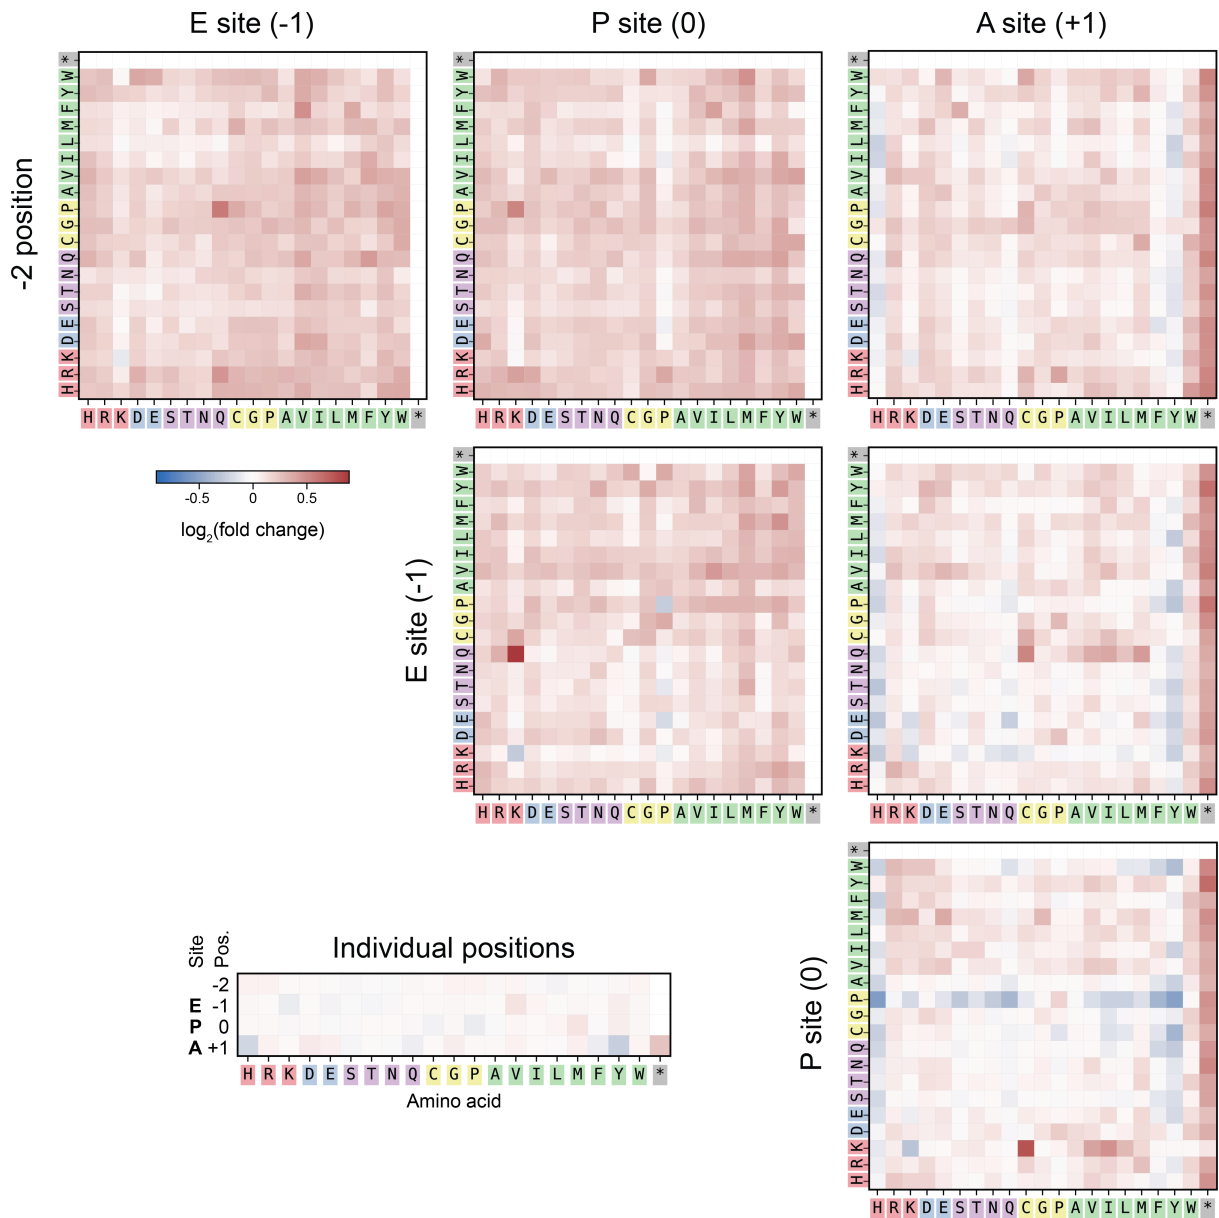 E site (-1)
P site (0)
A site (+1)
-2 position
* W Y F M L I V A P G C Q N T S E D K R H
* W Y F M L I V A P G C Q N T S E D K R H
* W Y F M L I V A P G C Q N T S E D K R H
H R K D E S T N Q C G P A V I L M F Y W *
H R K D E S T N Q C G P A V I L M F Y W *
H R K D E S T N Q C G P A V I L M F Y W *
-0.5 0 0.5
log2(fold change)
E site (-1)
* W Y F M L I V A P G C Q N T S E D K R H
* W Y F M L I V A P G C Q N T S E D K R H
H R K D E S T N Q C G P A V I L M F Y W *
H R K D E S T N Q C G P A V I L M F Y W *
Site
Pos.
Individual positions
-2
E -1
P 0
A +1
H R K D E S T N Q C G P A V I L M F Y W *
Amino acid
P site (0)
* W Y F M L I V A P G C Q N T S E D K R H
H R K D E S T N Q C G P A V I L M F Y W *